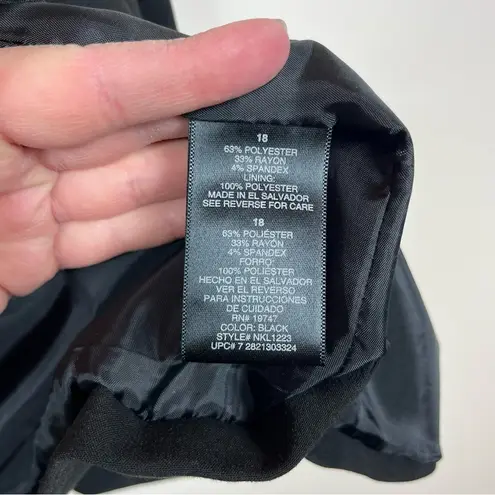 18
63% POLYESTER
33% RAYON
4% SPANDEX
LINING:
100% POLYESTER
MADE IN EL SALVADOR
SEE REVERSE FOR CARE
18
63% POLIÉSTER
33% RAYÓN
4% SPANDEX
FORRO:
100% POLIÉSTER
HECHO EN EL SALVADOR
VER EL REVERSO
PARA INSTRUCCIONES
DE CUIDADO
RN# 19747
COLOR: BLACK
STYLE# NKL1223
UPC# 7 2821303324